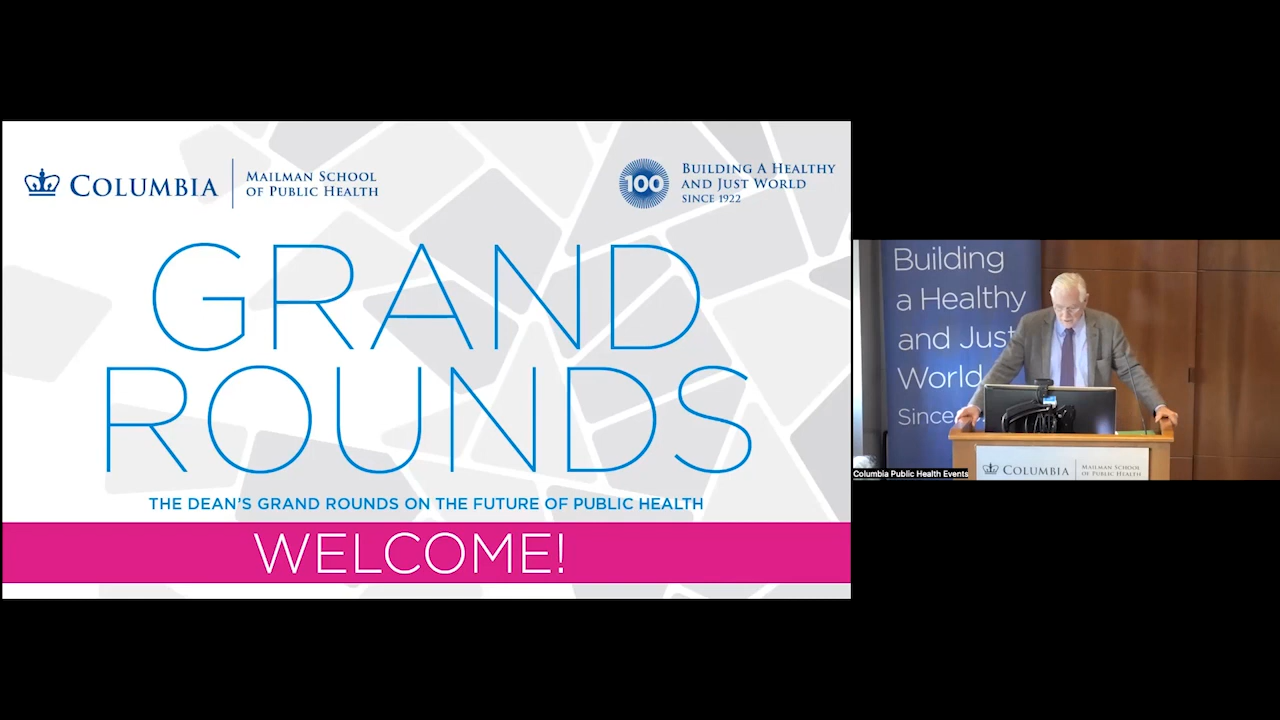 COLUMBIA
MAILMAN SCHOOL
OF PUBLIC HEALTH
100
BUILDING A HEALTHY
AND JUST WORLD
SINCE 1922
GRAND
ROUNDS
THE DEAN'S GRAND ROUNDS ON THE FUTURE OF PUBLIC HEALTH
WELCOME!
Building
a Healthy
and Just
World
Since
Columbia Public Health Events
COLUMBIA
MAILMAN SCHOOL
OF PUBLIC HEALTH